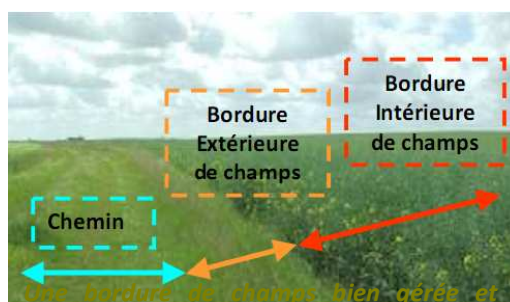 Bordure
Intérieure
de champs
Bordure
Extérieure
de champs
Chemin
Une bordure de champs bien gérée et